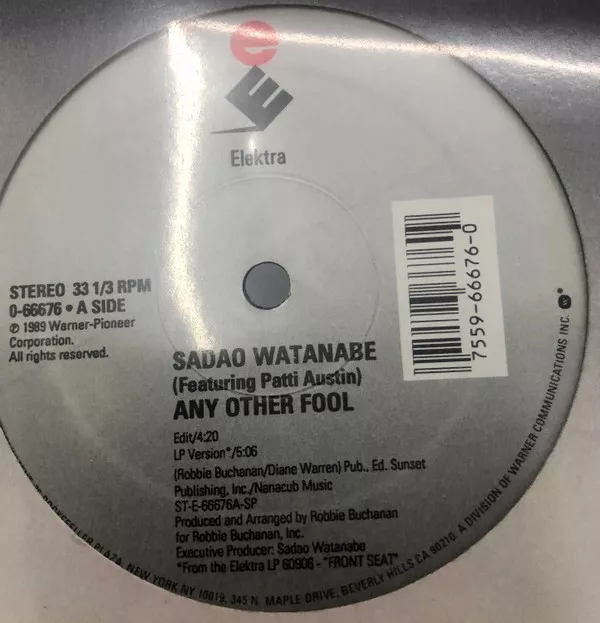 e
E
Elektra
STEREO 33 1/3 RPM
0-66676 • A SIDE
℗ 1989 Warner-Pioneer
Corporation.
All rights reserved.
7559-66676-0
SADAO WATANABE
(Featuring Patti Austin)
ANY OTHER FOOL
Edit/4:20
LP Version*/5:06
(Robbie Buchanan/Diane Warren) Pub., Ed. Sunset
Publishing, Inc./Nanacub Music
ST-E-66676A-SP
Produced and Arranged by Robbie Buchanan
for Robbie Buchanan, Inc.
Executive Producer: Sadao Watanabe
*From the Elektra LP 60906 - "FRONT SEAT"
PLAZA, NEW YORK NY 10019, 345 N. MAPLE DRIVE, BEVERLY HILLS CA 90210. A DIVISION OF WARNER COMMUNICATIONS INC.